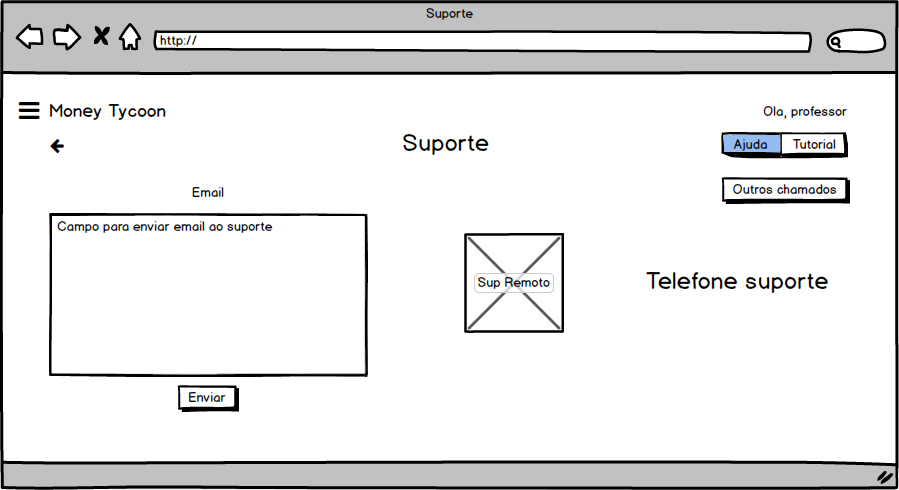 Suporte
http://
Money Tycoon
Ola, professor
Suporte
Ajuda
Tutorial
Outros chamados
Email
Campo para enviar email ao suporte
Sup Remoto
Telefone suporte
Enviar